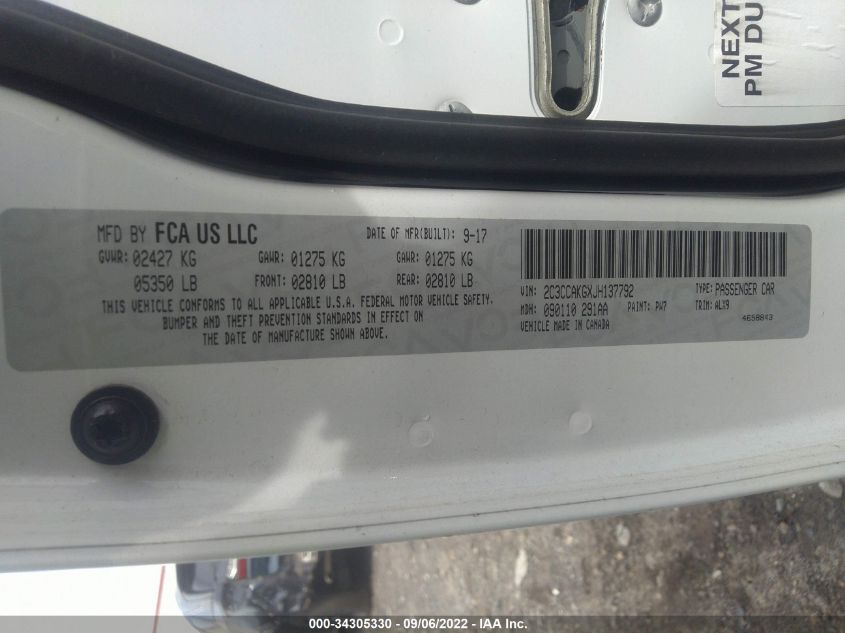 NEXT
PM DU
MFD BY FCA US LLC
DATE OF MFR(BUILT): 9-17
GVWR: 02427 KG GAWR: 01275 KG GAWR: 01275 KG
05350 LB FRONT: 02810 LB REAR: 02810 LB
THIS VEHICLE CONFORMS TO ALL APPLICABLE U.S.A. FEDERAL MOTOR VEHICLE SAFETY,
BUMPER AND THEFT PREVENTION STANDARDS IN EFFECT ON
THE DATE OF MANUFACTURE SHOWN ABOVE.
VIN: 2C3CCAKGXJH137792 TYPE: PASSENGER CAR
MDH: 090110 291AA PAINT: PW7 TRIM: ALX9
VEHICLE MADE IN CANADA
4658843
000-34305330 - 09/06/2022 - IAA Inc.